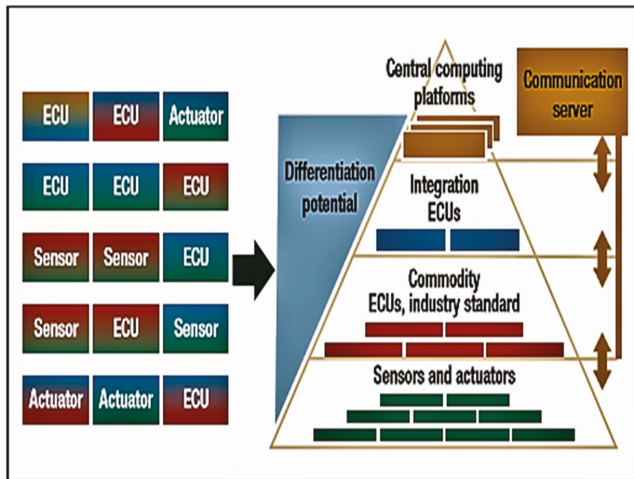 ECU ECU Actuator
ECU ECU ECU
Sensor Sensor ECU
Sensor ECU Sensor
Actuator Actuator ECU
Differentiation
potential
Central computing
platforms
Communication
server
Integration
ECUs
Commodity
ECUs, industry standard
Sensors and actuators